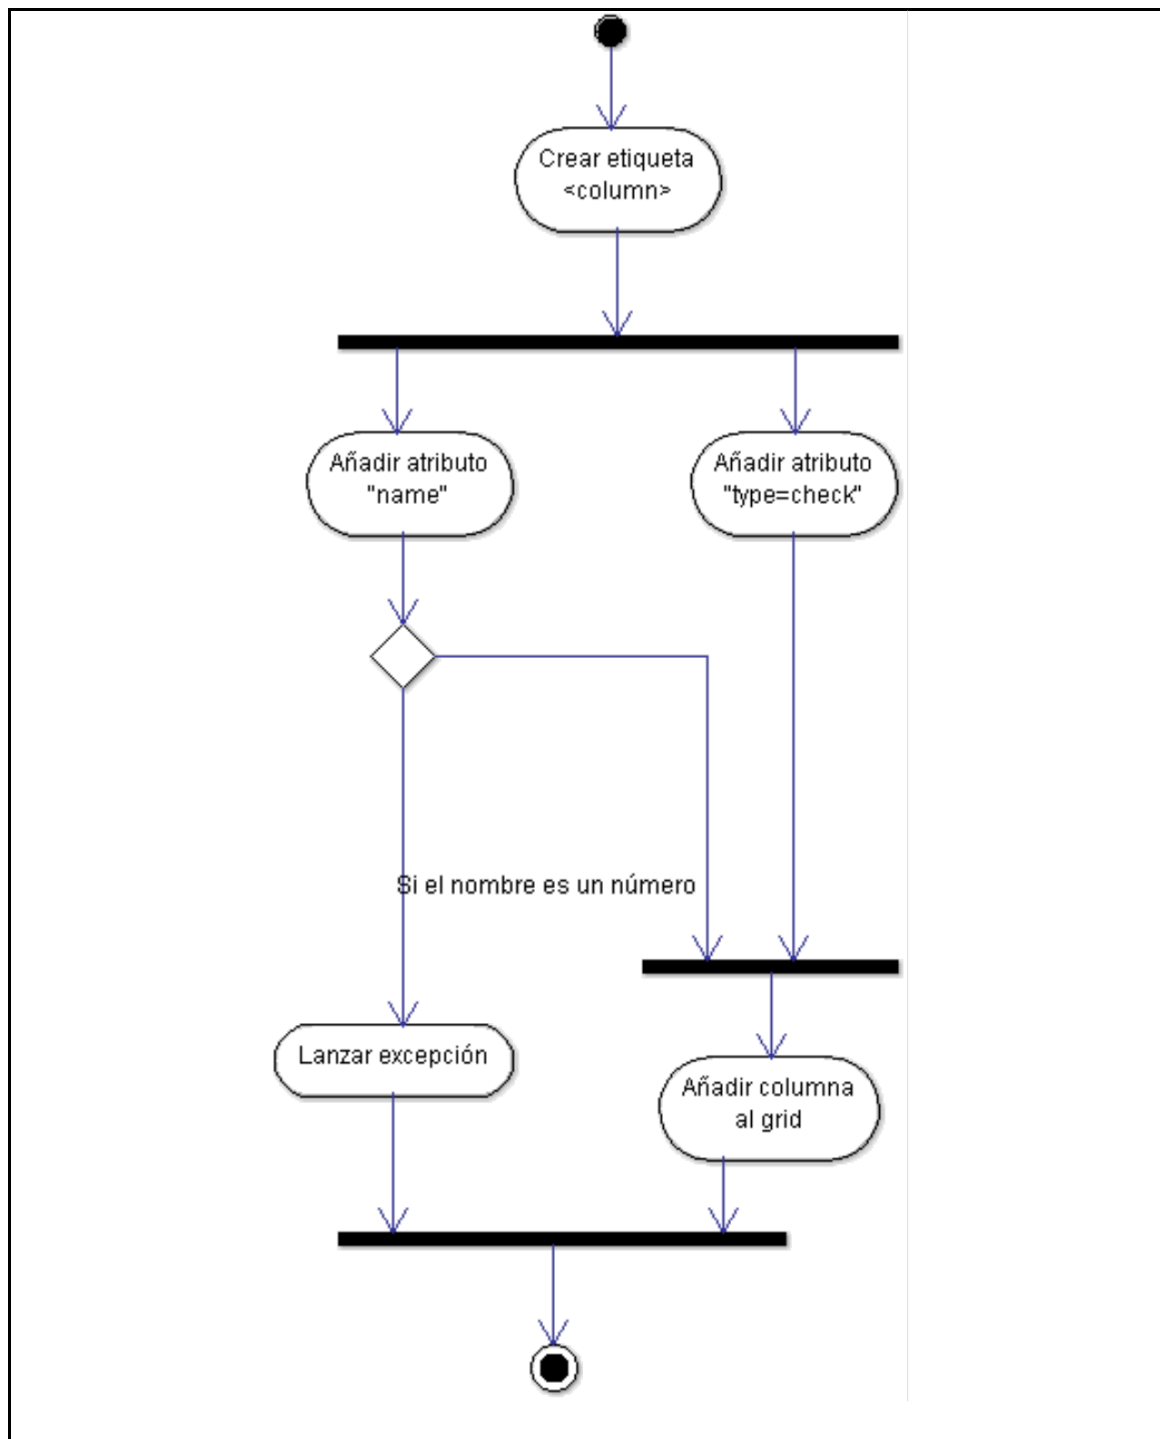 Crear etiqueta
<column>
Añadir atributo
"name"
Añadir atributo
"type=check"
Si el nombre es un número
Lanzar excepción
Añadir columna
al grid